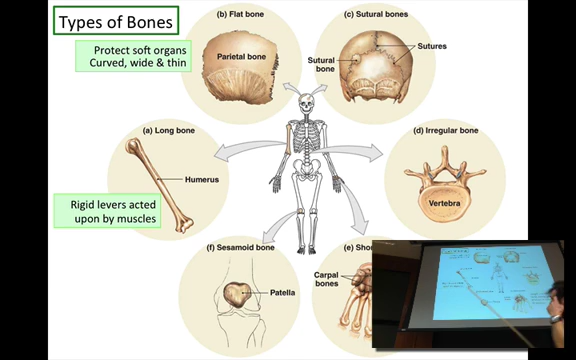 Types of Bones
Protect soft organs
Curved, wide & thin
(b) Flat bone
Parietal bone
(c) Sutural bones
Sutures
Sutural
bone
(a) Long bone
Humerus
(d) Irregular bone
Vertebra
Rigid levers acted
upon by muscles
(f) Sesamoid bone
Patella
(e)
Carpal
bones